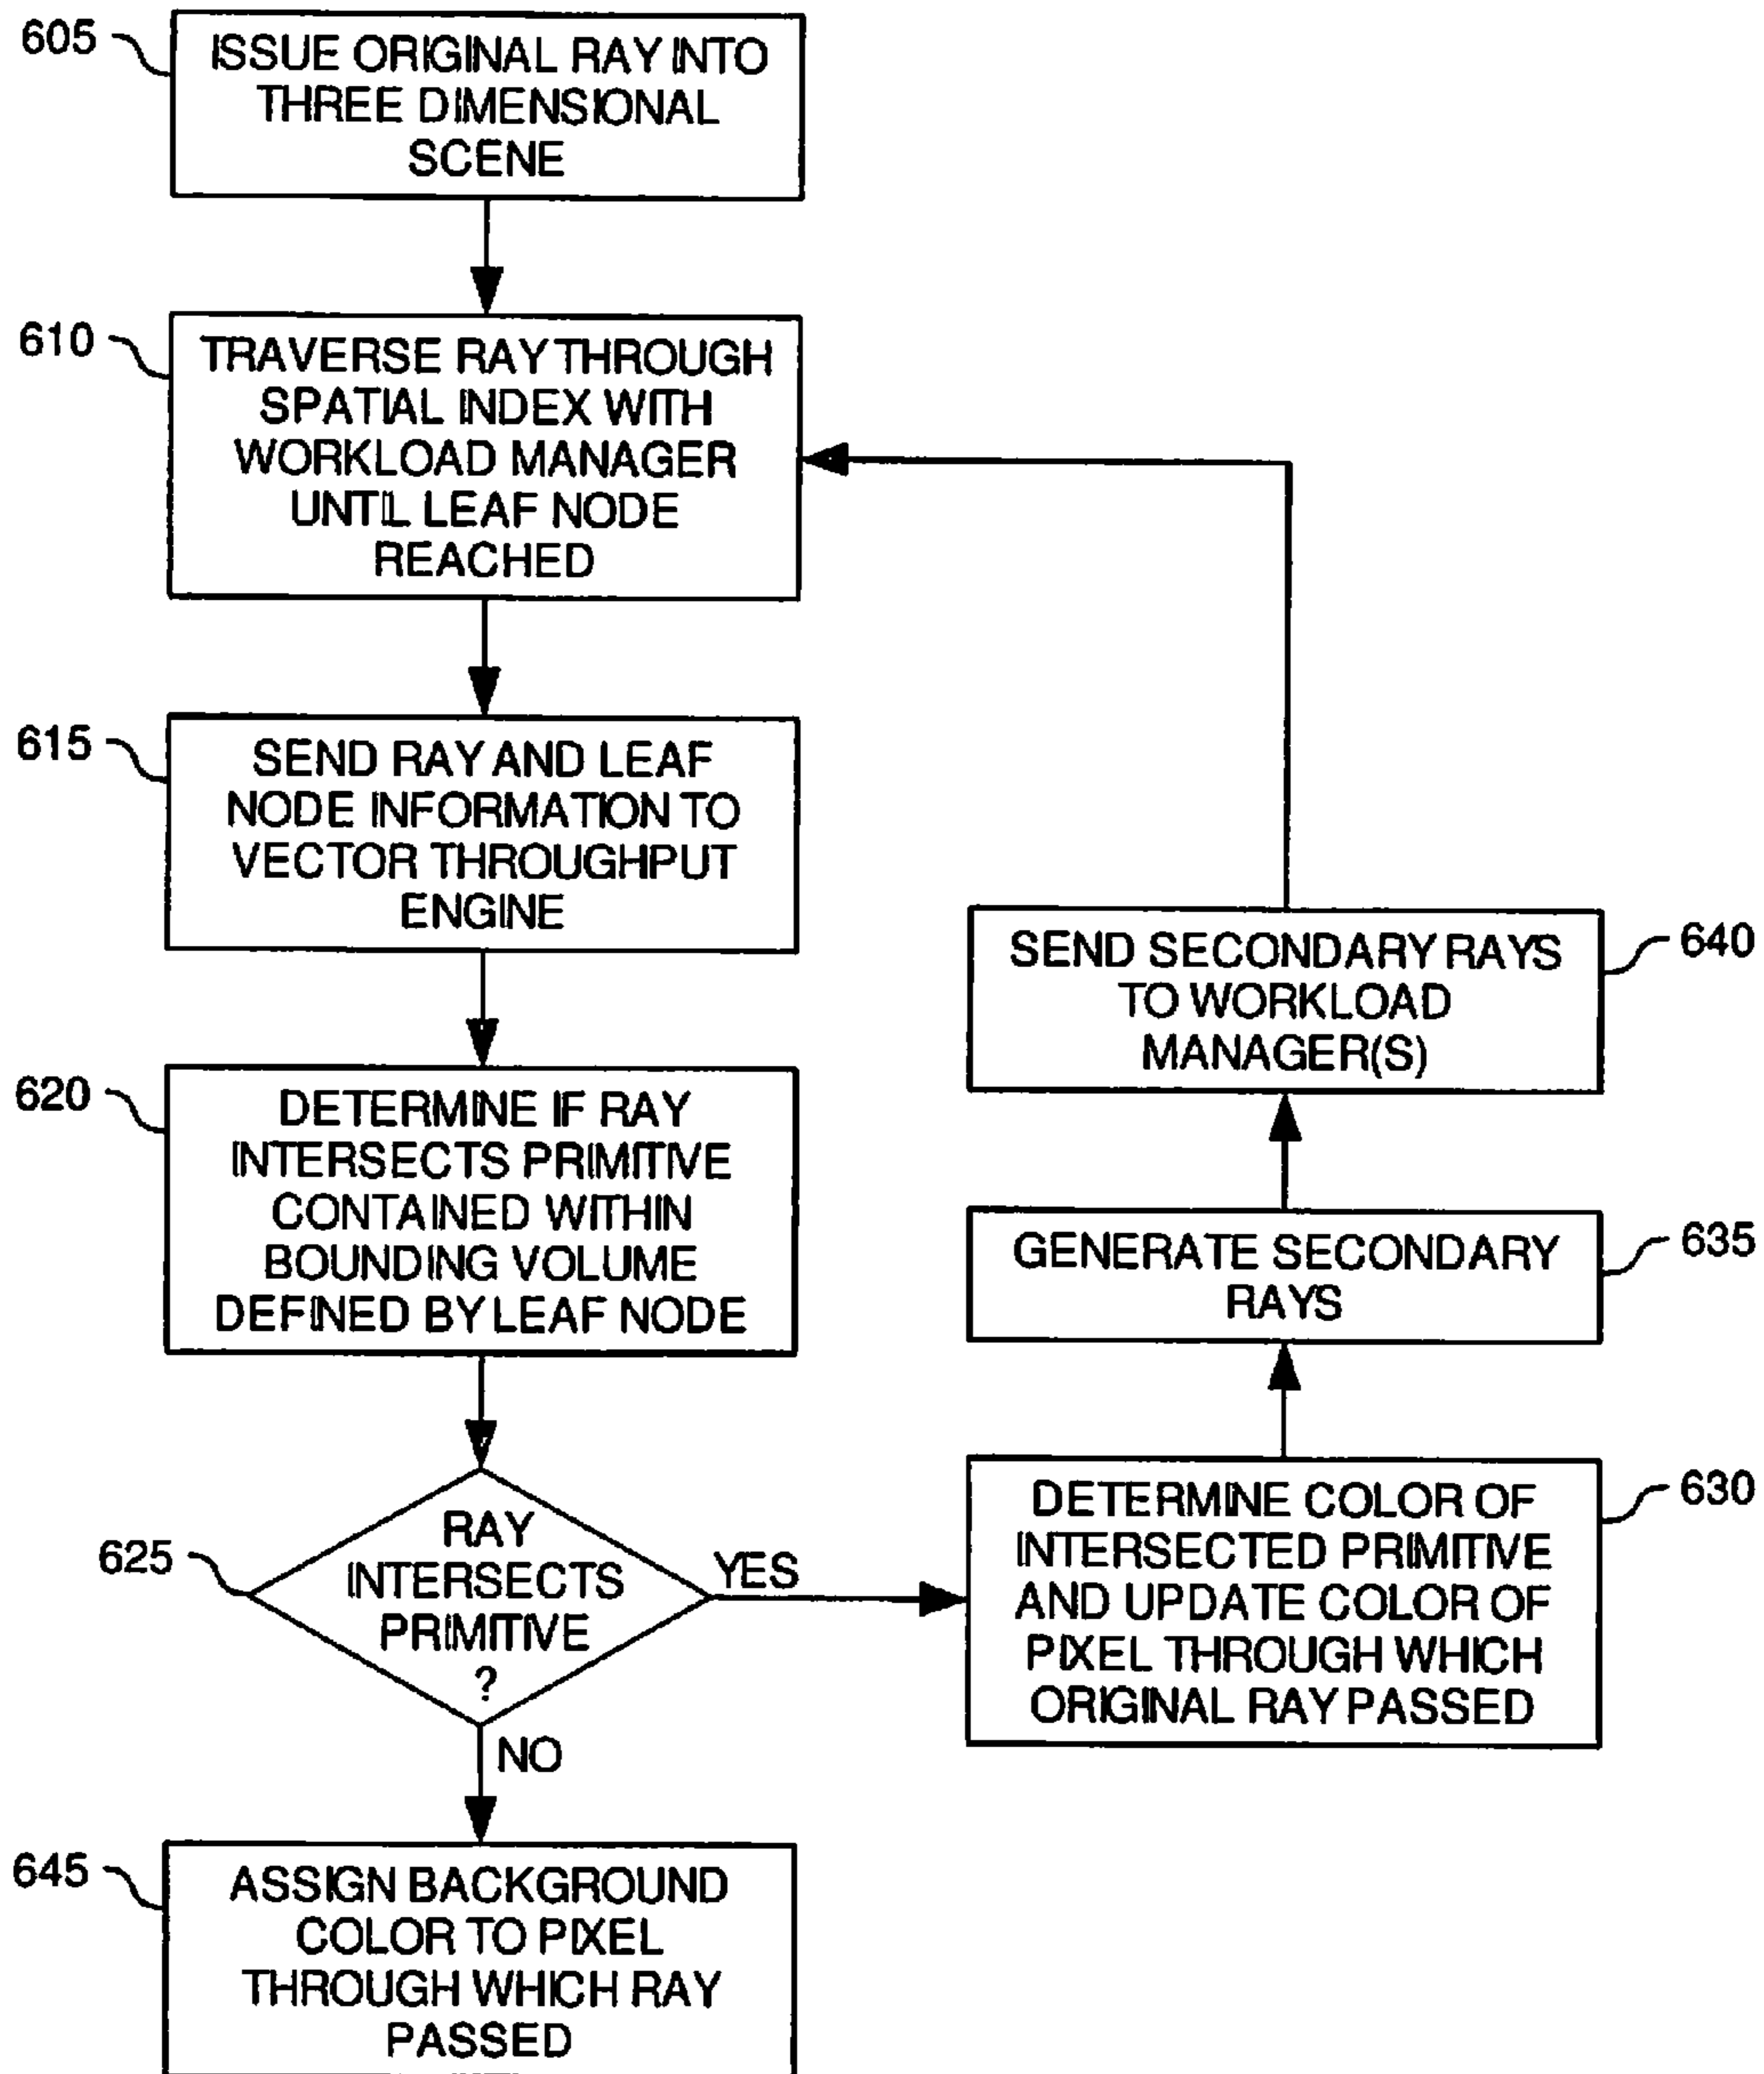 605
ISSUE ORIGINAL RAY INTO
THREE DIMENSIONAL
SCENE
610
TRAVERSE RAY THROUGH
SPATIAL INDEX WITH
WORKLOAD MANAGER
UNTIL LEAF NODE
REACHED
615
SEND RAY AND LEAF
NODE INFORMATION TO
VECTOR THROUGHPUT
ENGINE
620
DETERMINE IF RAY
INTERSECTS PRIMITIVE
CONTAINED WITHIN
BOUNDING VOLUME
DEFINED BY LEAF NODE
625
RAY
INTERSECTS
PRIMITIVE
?
YES
NO
630
DETERMINE COLOR OF
INTERSECTED PRIMITIVE
AND UPDATE COLOR OF
PIXEL THROUGH WHICH
ORIGINAL RAY PASSED
635
GENERATE SECONDARY
RAYS
640
SEND SECONDARY RAYS
TO WORKLOAD
MANAGER(S)
645
ASSIGN BACKGROUND
COLOR TO PIXEL
THROUGH WHICH RAY
PASSED